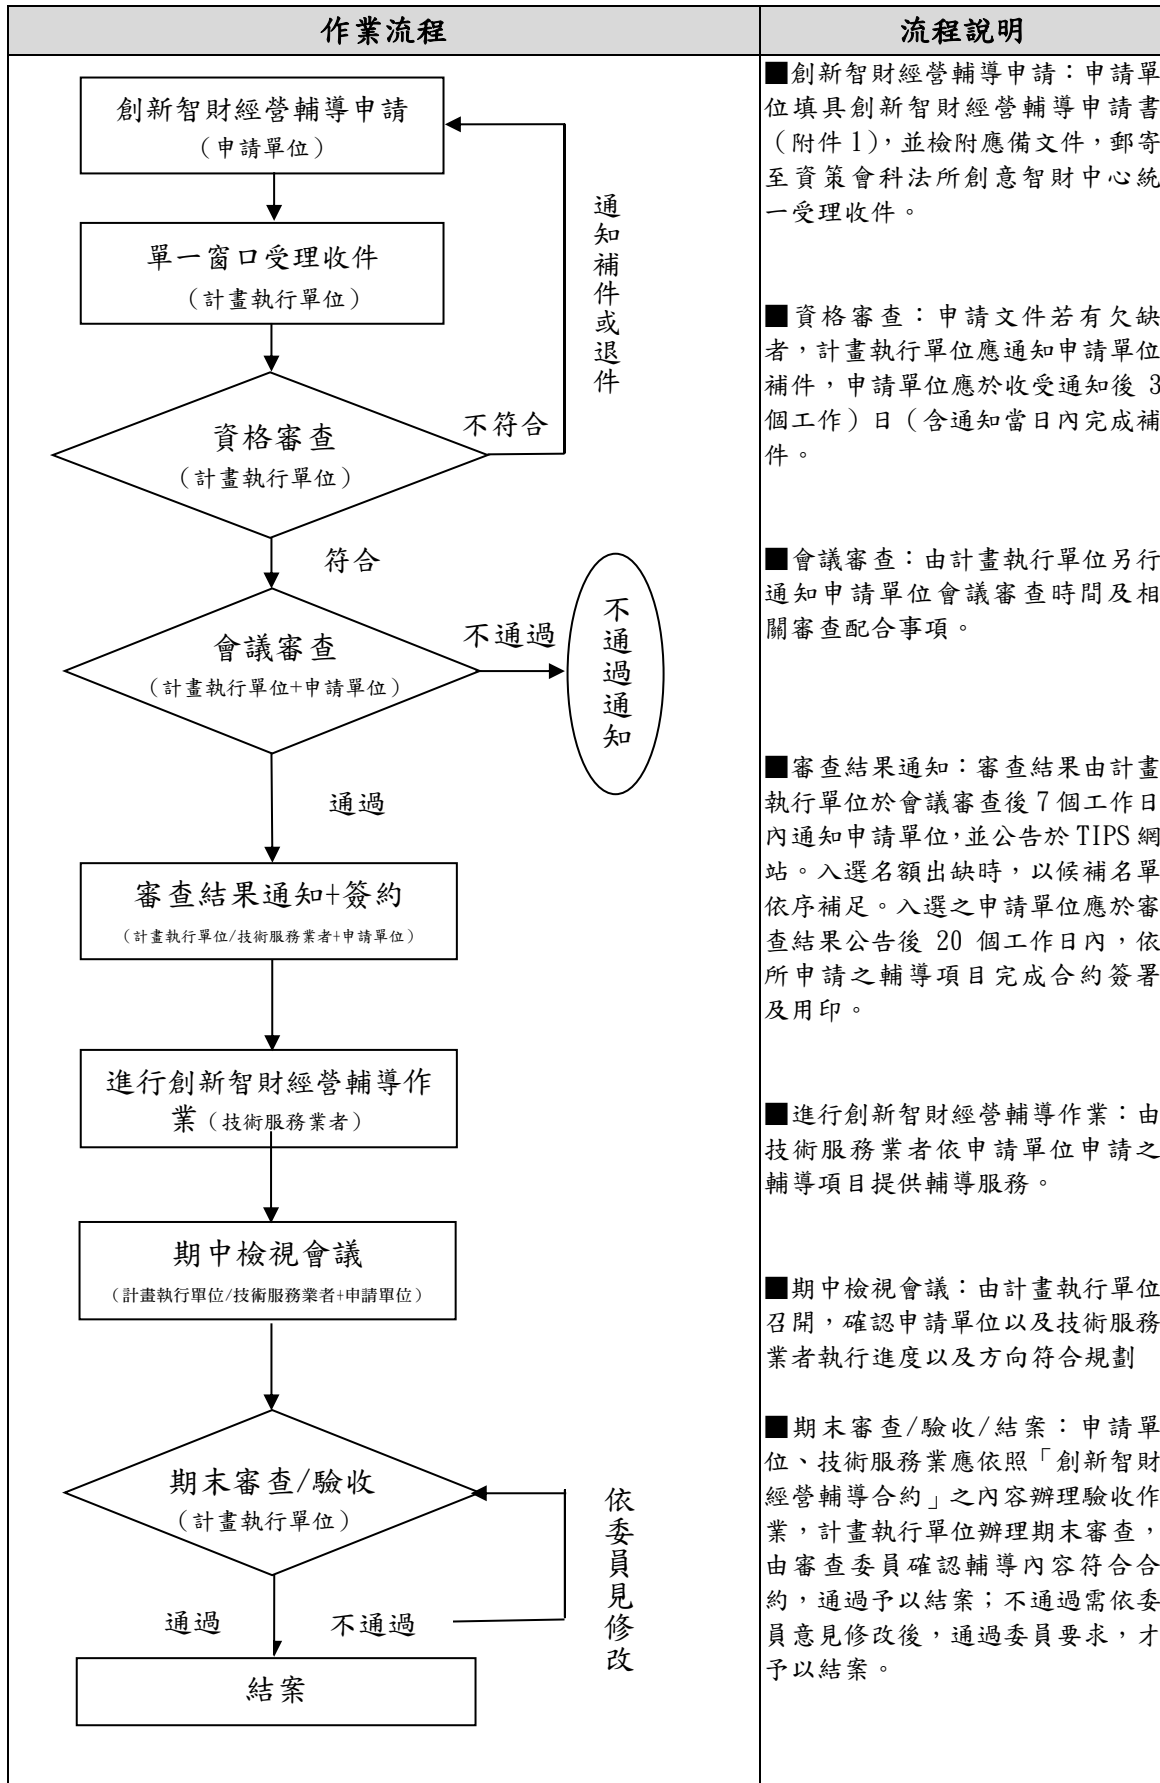 作業流程
流程說明
創新智財經營輔導申請
（申請單位）
單一窗口受理收件
（計畫執行單位）
通知補件或退件
資格審查
（計畫執行單位）
不符合
符合
會議審查
（計畫執行單位+申請單位）
不通過
不通過通知
通過
審查結果通知+簽約
（計畫執行單位/技術服務業者+申請單位）
進行創新智財經營輔導作
業（技術服務業者）
期中檢視會議
（計畫執行單位/技術服務業者+申請單位）
期末審查/驗收
（計畫執行單位）
依委員見修改
通過
不通過
結案
■創新智財經營輔導申請：申請單
位填具創新智財經營輔導申請書
（附件1），並檢附應備文件，郵寄
至資策會科法所創意智財中心統
一受理收件。
■資格審查：申請文件若有欠缺
者，計畫執行單位應通知申請單位
補件，申請單位應於收受通知後 3
個工作）日（含通知當日內完成補
件。
■會議審查：由計畫執行單位另行
通知申請單位會議審查時間及相
關審查配合事項。
■審查結果通知：審查結果由計畫
執行單位於會議審查後7個工作日
內通知申請單位，並公告於TIPS網
站。入選名額出缺時，以候補名單
依序補足。入選之申請單位應於審
查結果公告後 20 個工作日內，依
所申請之輔導項目完成合約簽署
及用印。
■進行創新智財經營輔導作業：由
技術服務業者依申請單位申請之
輔導項目提供輔導服務。
■期中檢視會議：由計畫執行單位
召開，確認申請單位以及技術服務
業者執行進度以及方向符合規劃
■期末審查/驗收/結案：申請單
位、技術服務業應依照「創新智財
經營輔導合約」之內容辦理驗收作
業，計畫執行單位辦理期末審查，
由審查委員確認輔導內容符合合
約，通過予以結案；不通過需依委
員意見修改後，通過委員要求，才
予以結案。